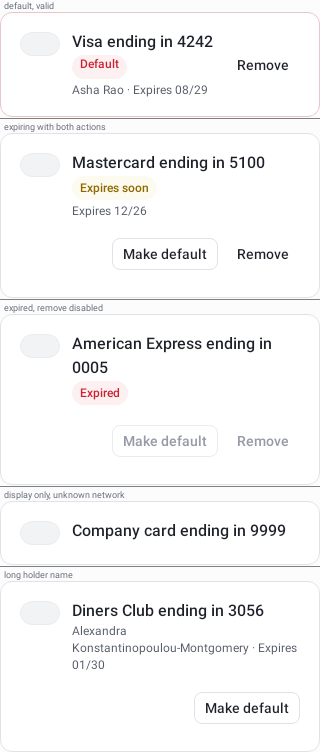 default, valid
Visa ending in 4242
Default
Remove
Asha Rao · Expires 08/29
expiring with both actions
Mastercard ending in 5100
Expires soon
Expires 12/26
Make default
Remove
expired, remove disabled
American Express ending in
0005
Expired
Make default
Remove
display only, unknown network
Company card ending in 9999
long holder name
Diners Club ending in 3056
Alexandra
Konstantinopoulou-Montgomery · Expires
01/30
Make default